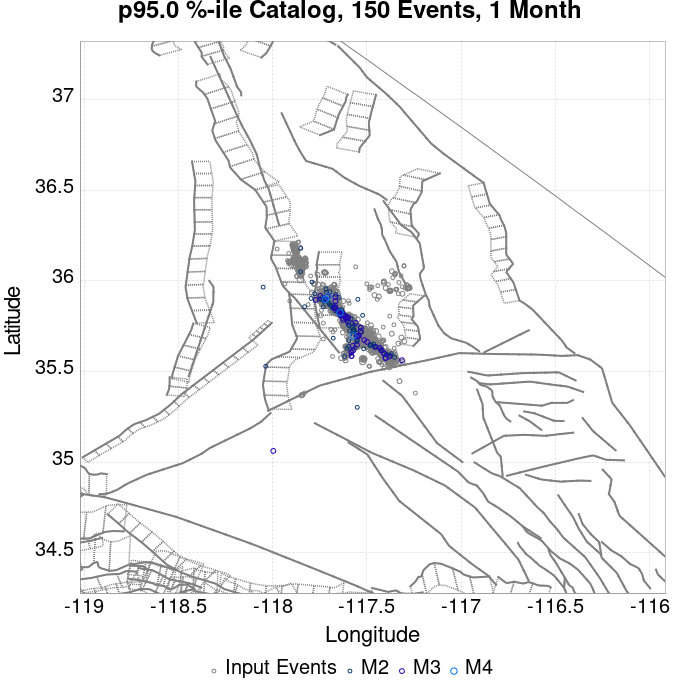 p95.0 %-ile Catalog, 150 Events, 1 Month
37
36.5
36
35.5
35
34.5
Latitude
-119
-118.5
-118
-117.5
-117
-116.5
-116
Longitude
Input Events
M2
M3
M4